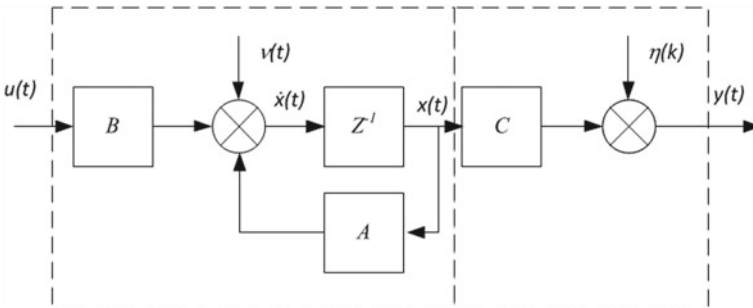 ν(t)
η(k)
u(t)
ẋ(t)
x(t)
y(t)
B
Z⁻¹
C
A